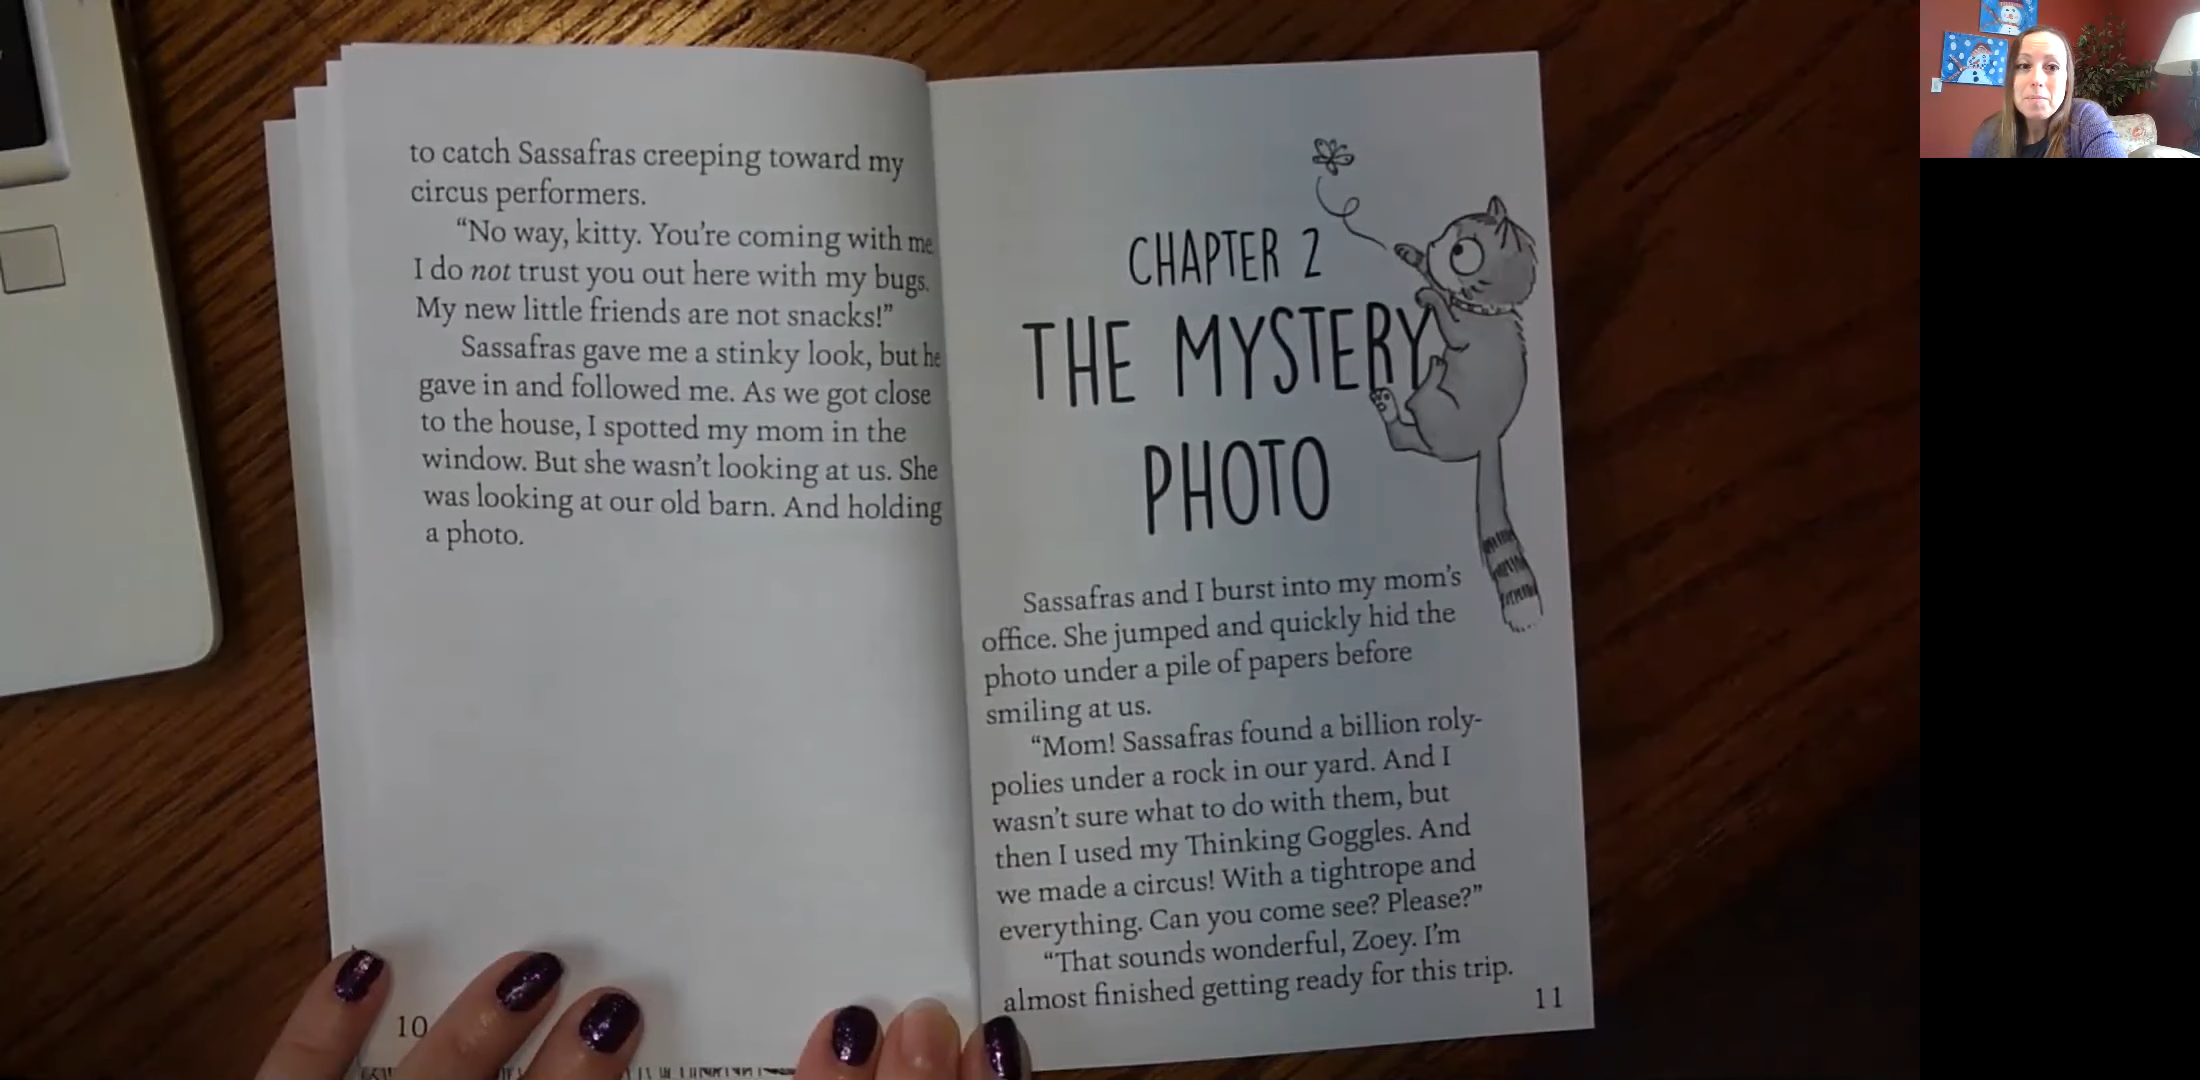 to catch Sassafras creeping toward my
circus performers.
“No way, kitty. You’re coming with me
I do not trust you out here with my bugs.
My new little friends are not snacks!”
Sassafras gave me a stinky look, but he
gave in and followed me. As we got close
to the house, I spotted my mom in the
window. But she wasn’t looking at us. She
was looking at our old barn. And holding
a photo.
10
CHAPTER 2
THE MYSTERY
PHOTO
Sassafras and I burst into my mom’s
office. She jumped and quickly hid the
photo under a pile of papers before
smiling at us.
“Mom! Sassafras found a billion roly-
polies under a rock in our yard. And I
wasn’t sure what to do with them, but
then I used my Thinking Goggles. And
we made a circus! With a tightrope and
everything. Can you come see? Please?”
“That sounds wonderful, Zoey. I’m
almost finished getting ready for this trip.
11